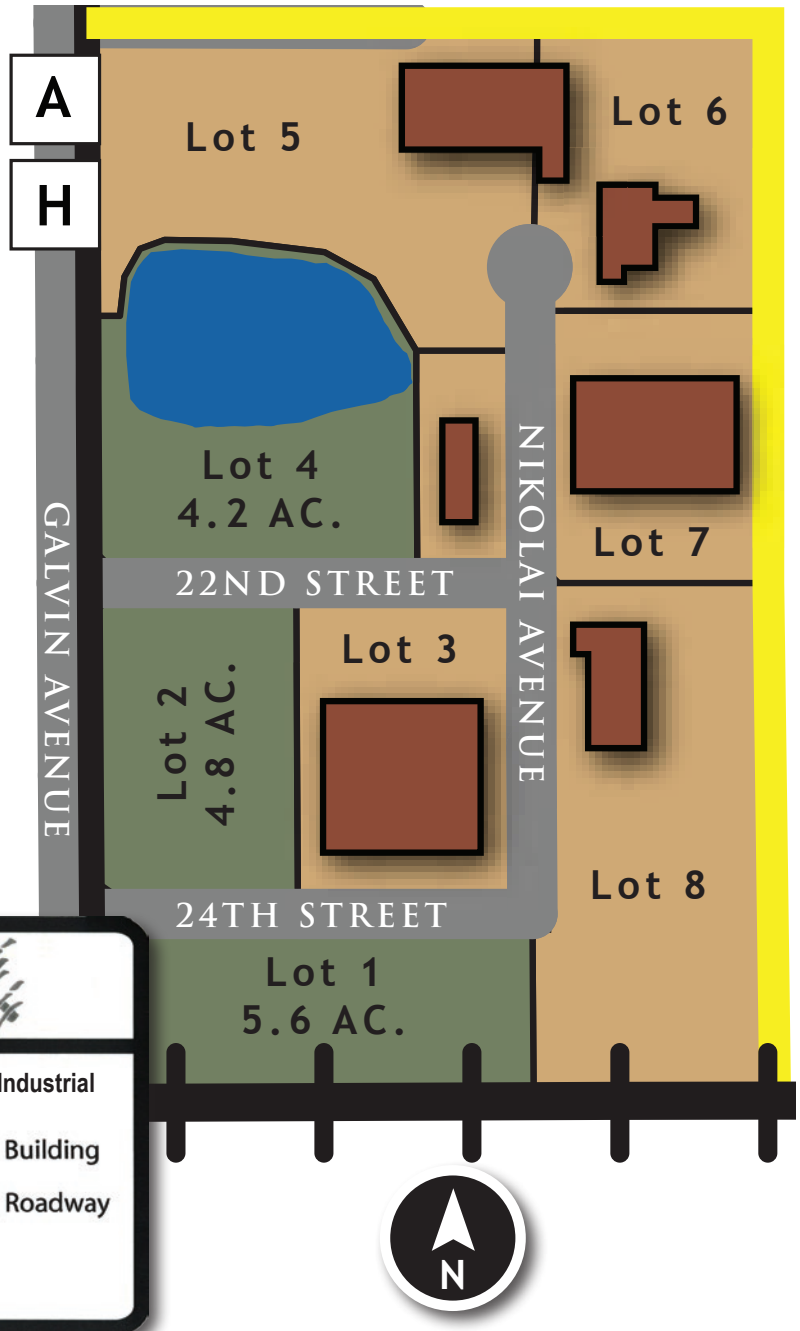 A
H
Lot 5
Lot 6
Lot 4
4.2 AC.
NIKOLAI AVENUE
Lot 7
GALVIN AVENUE
22ND STREET
Lot 3
Lot 2
4.8 AC.
Lot 8
24TH STREET
Lot 1
5.6 AC.
Industrial
Building
Roadway
N